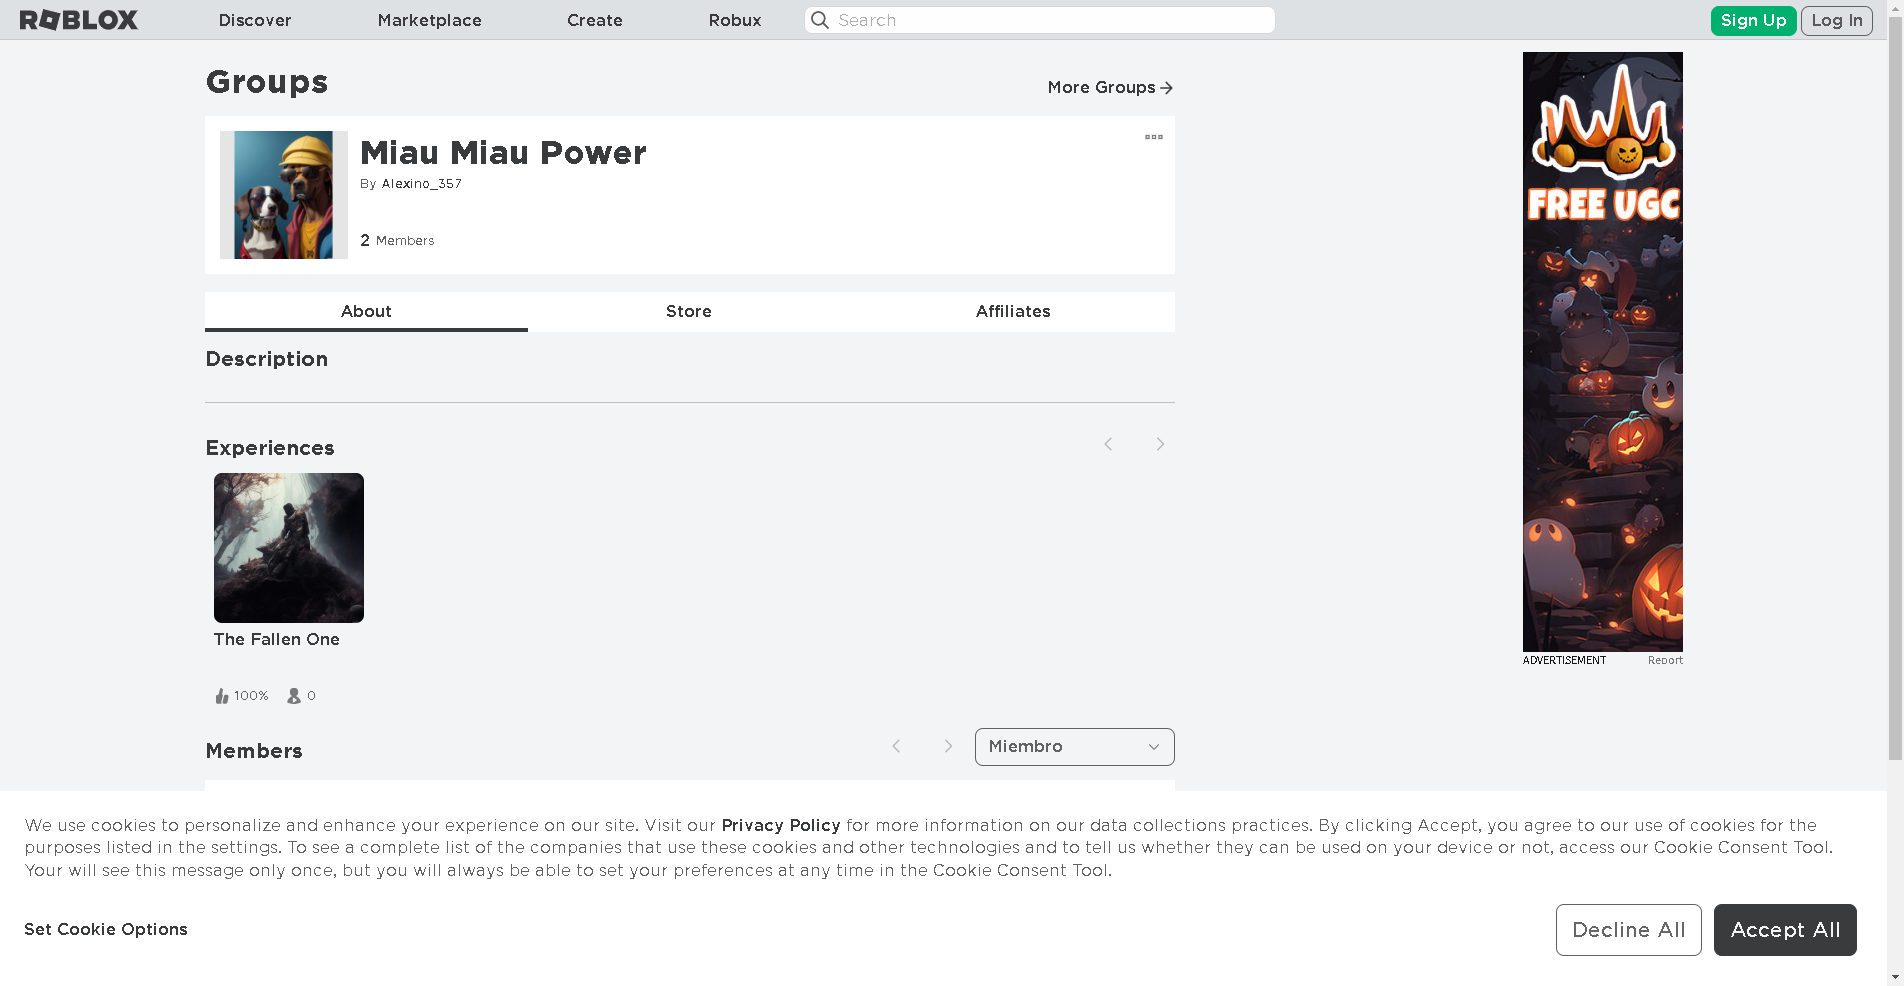 ROBLOX
Discover
Marketplace
Create
Robux
Search
Sign Up
Log In
Groups
More Groups
Miau Miau Power
By Alexino_357
2 Members
About
Store
Affiliates
Description
Experiences
The Fallen One
100%
0
Members
Miembro
FREE UGC
ADVERTISEMENT
Report
We use cookies to personalize and enhance your experience on our site. Visit our Privacy Policy for more information on our data collections practices. By clicking Accept, you agree to our use of cookies for the
purposes listed in the settings. To see a complete list of the companies that use these cookies and other technologies and to tell us whether they can be used on your device or not, access our Cookie Consent Tool.
Your will see this message only once, but you will always be able to set your preferences at any time in the Cookie Consent Tool.
Set Cookie Options
Decline All
Accept All